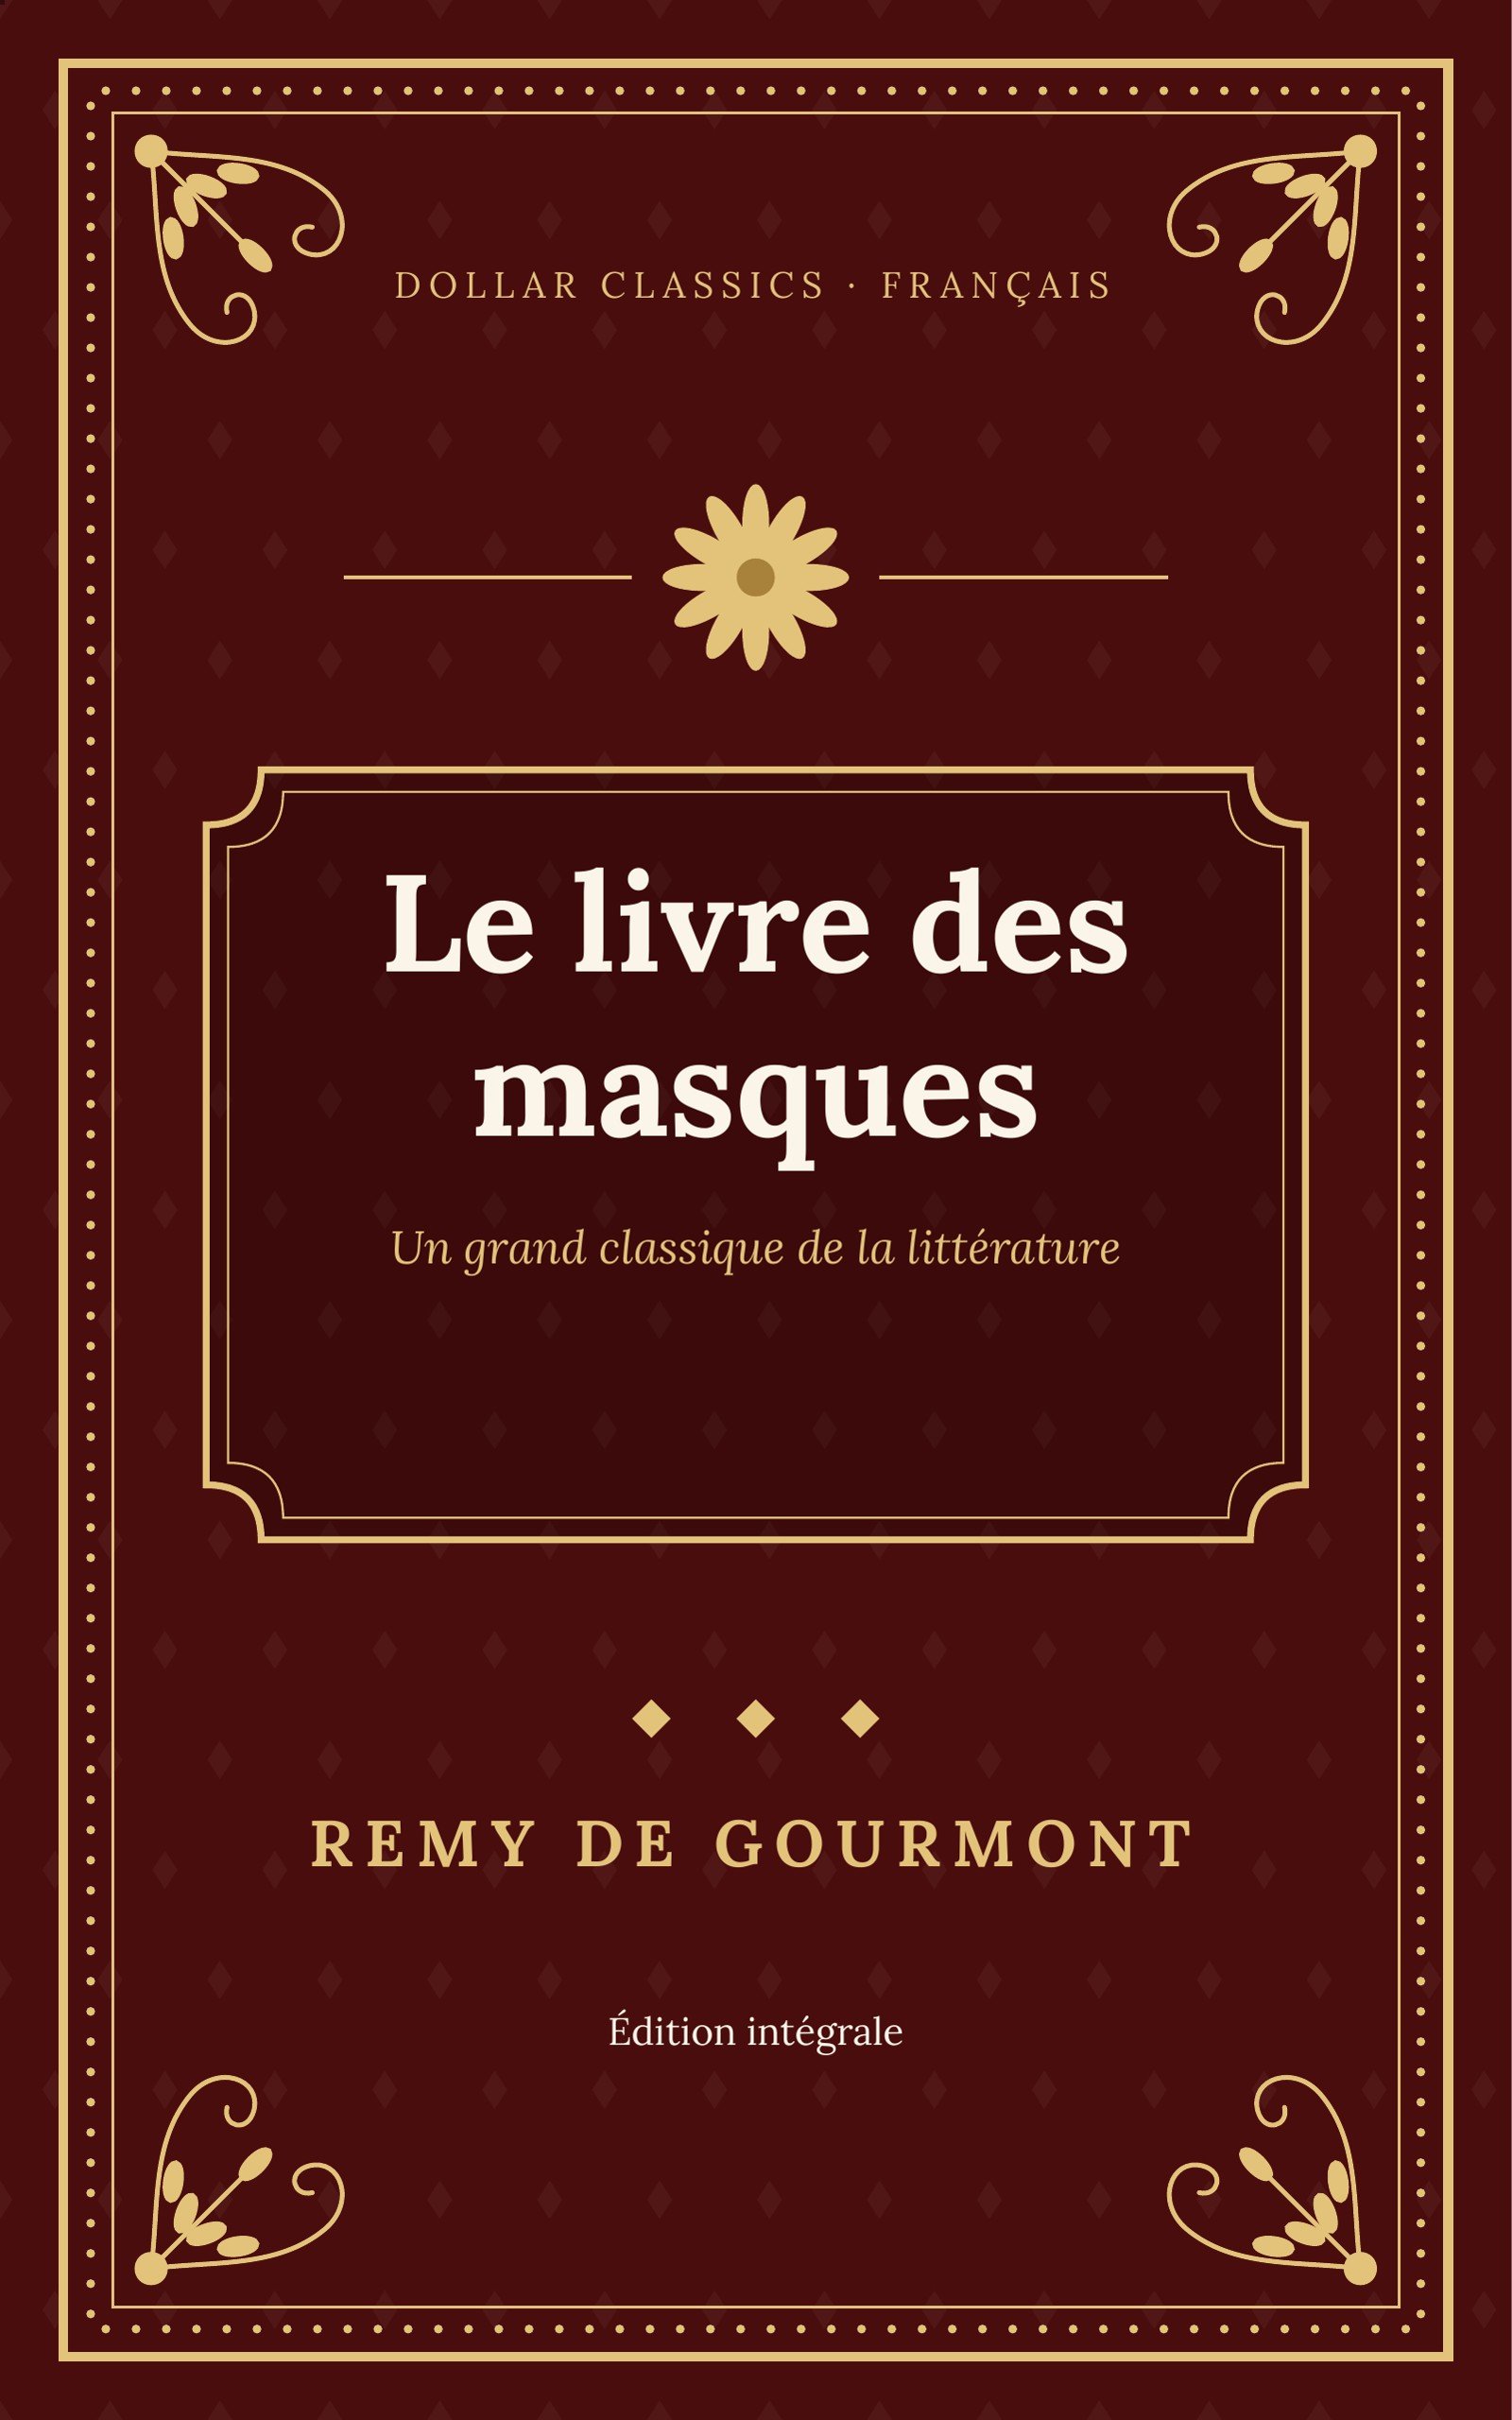 DOLLAR CLASSICS · FRANÇAIS
Le livre des
masques
Un grand classique de la littérature
REMY DE GOURMONT
Édition intégrale